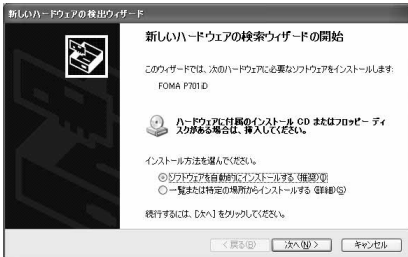 新しいハードウェアの検出ウィザード
新しいハードウェアの検索ウィザードの開始
このウィザードでは、次のハードウェアに必要なソフトウェアをインストールします:
FOMA P701iD
ハードウェアに付属のインストール CD またはフロッピー ディ
スクがある場合は、挿入してください。
インストール方法を選んでください。
ソフトウェアを自動的にインストールする (推奨)(I)
一覧または特定の場所からインストールする (詳細)(S)
続行するには、[次へ] をクリックしてください。
< 戻る(B) 次へ(N) > キャンセル